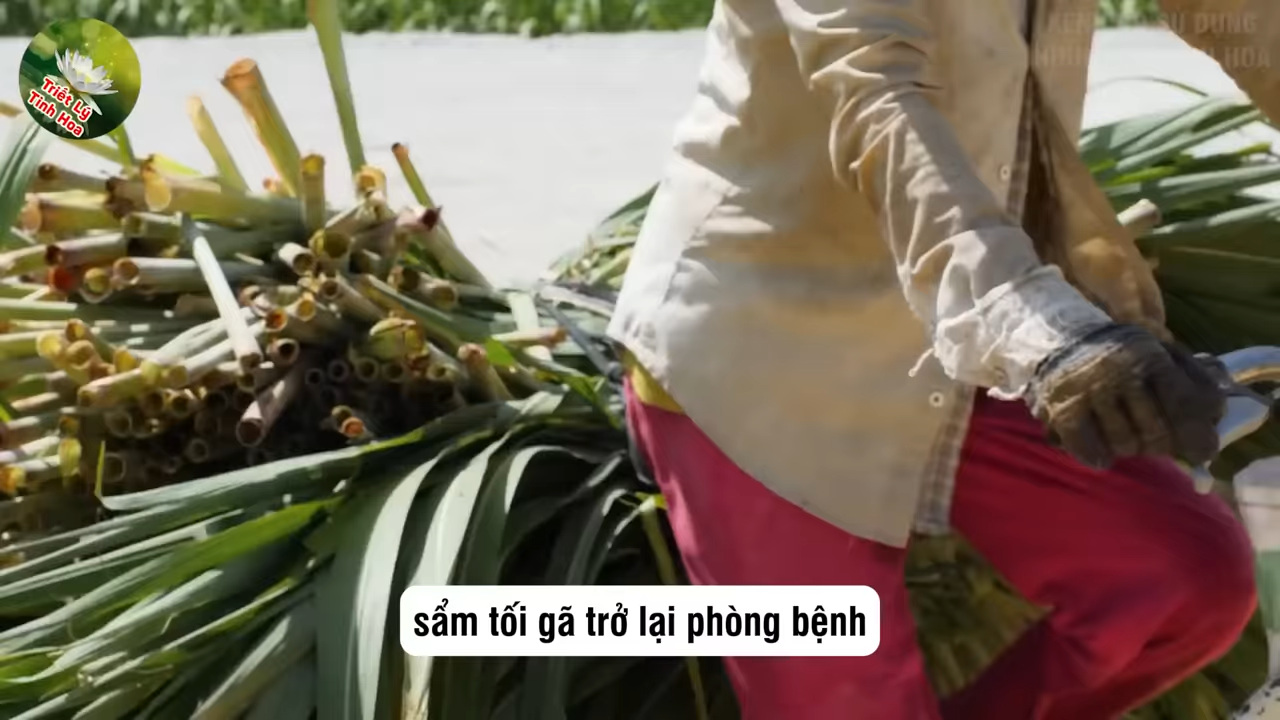 Triết Lý
Tinh Hoa
sẩm tối gã trở lại phòng bệnh